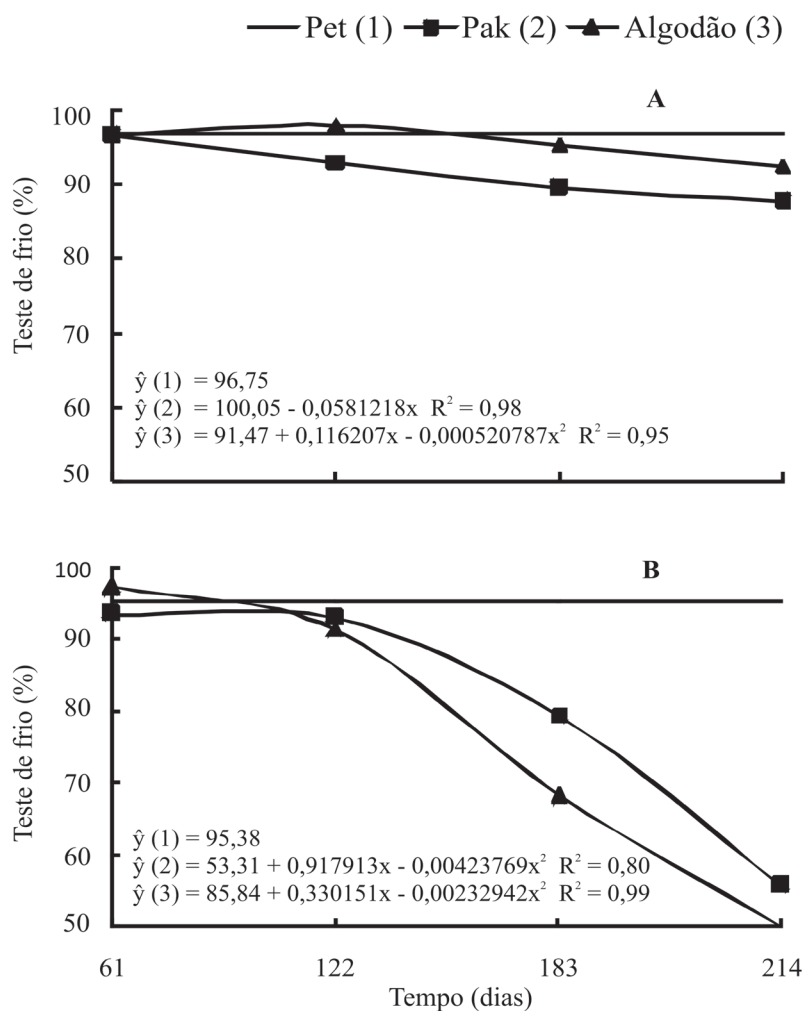 Pet (1) Pak (2) Algodão (3)
A
100
90
80
70
60
50
Teste de frio (%)
ŷ (1) = 96,75
ŷ (2) = 100,05 - 0,0581218x R² = 0,98
ŷ (3) = 91,47 + 0,116207x - 0,000520787x² R² = 0,95
B
100
90
80
70
60
50
Teste de frio (%)
ŷ (1) = 95,38
ŷ (2) = 53,31 + 0,917913x - 0,00423769x² R² = 0,80
ŷ (3) = 85,84 + 0,330151x - 0,00232942x² R² = 0,99
61 122 183 214
Tempo (dias)